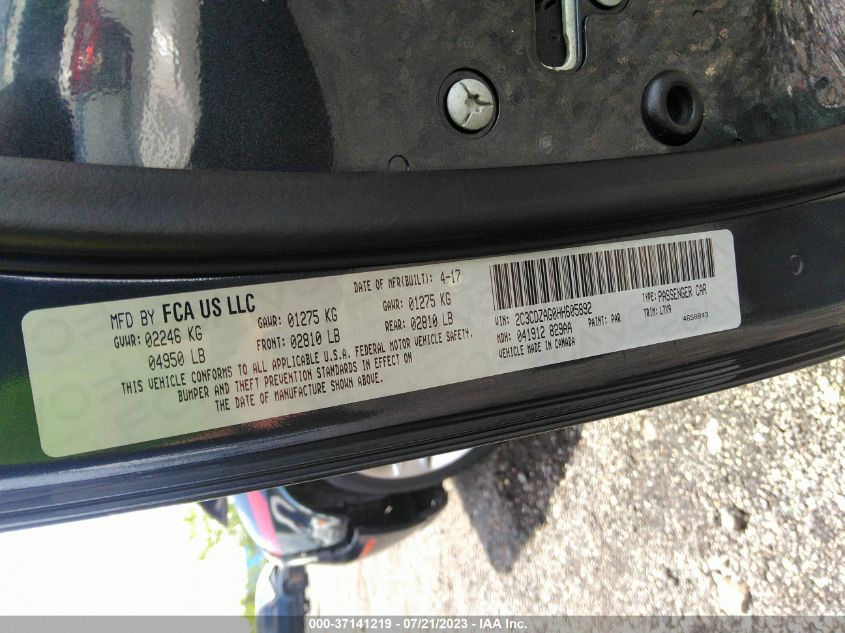 MFD BY FCA US LLC
DATE OF MFR(BUILT): 4-17
GVWR: 02246 KG
04950 LB
GAWR: 01275 KG
FRONT: 02810 LB
GAWR: 01275 KG
REAR: 02810 LB
THIS VEHICLE CONFORMS TO ALL APPLICABLE U.S.A. FEDERAL MOTOR VEHICLE SAFETY,
BUMPER AND THEFT PREVENTION STANDARDS IN EFFECT ON
THE DATE OF MANUFACTURE SHOWN ABOVE.
VIN: 2C3CDZAG0HH605892
TYPE: PASSENGER CAR
MDH: 041912 829AA
PAINT: PAR
TRIM: L7X9
VEHICLE MADE IN CANADA
4658843
000-37141219 - 07/21/2023 - IAA Inc.